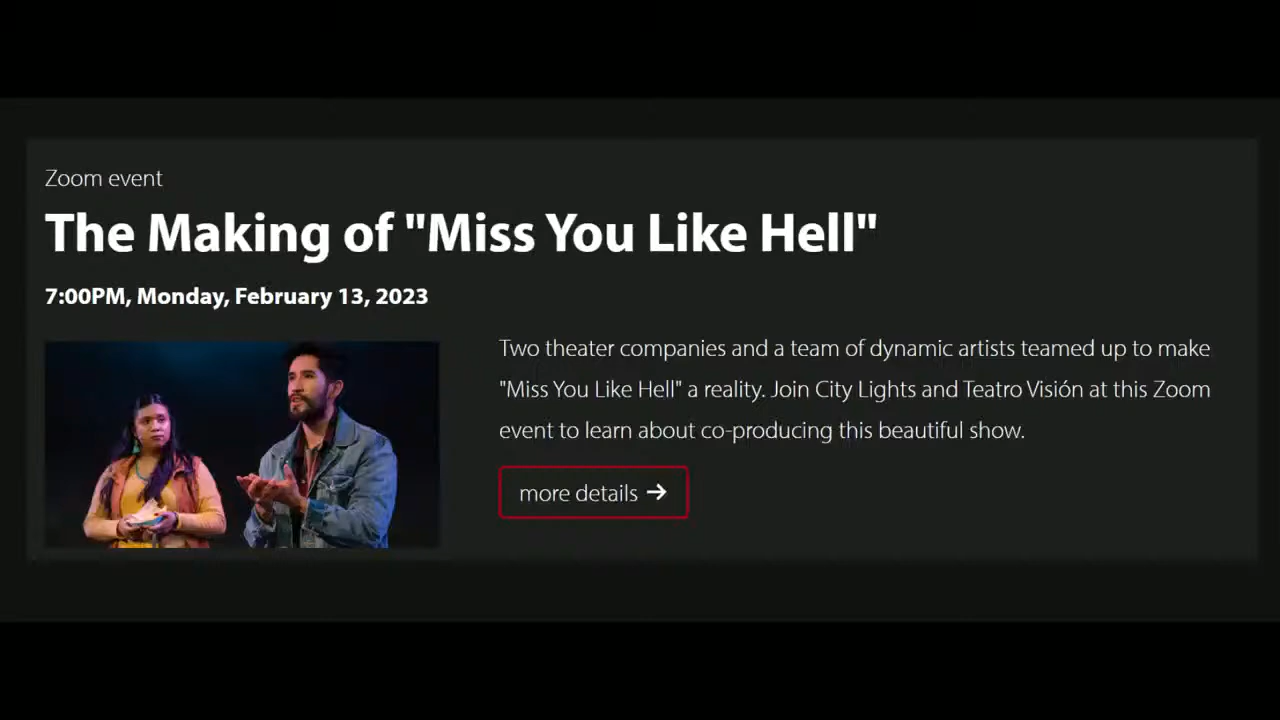 Zoom event
The Making of "Miss You Like Hell"
7:00PM, Monday, February 13, 2023
Two theater companies and a team of dynamic artists teamed up to make
"Miss You Like Hell" a reality. Join City Lights and Teatro Visión at this Zoom
event to learn about co-producing this beautiful show.
more details →